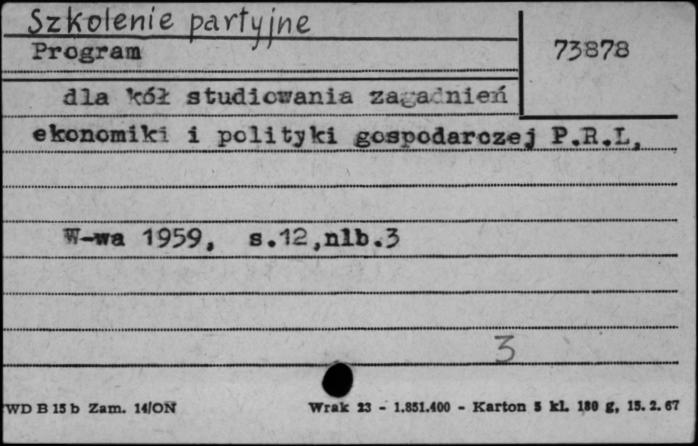 Szkolenie partyjne
Program
73878
dla kół studiowania zagadnień
ekonomiki i polityki gospodarczej P.R.L.
W-wa 1959, s.12,nlb.3
3
WD B 15 b Zam. 14/ON
Wrak 23 - 1.851.400 - Karton 5 kl. 180 g, 15. 2. 67